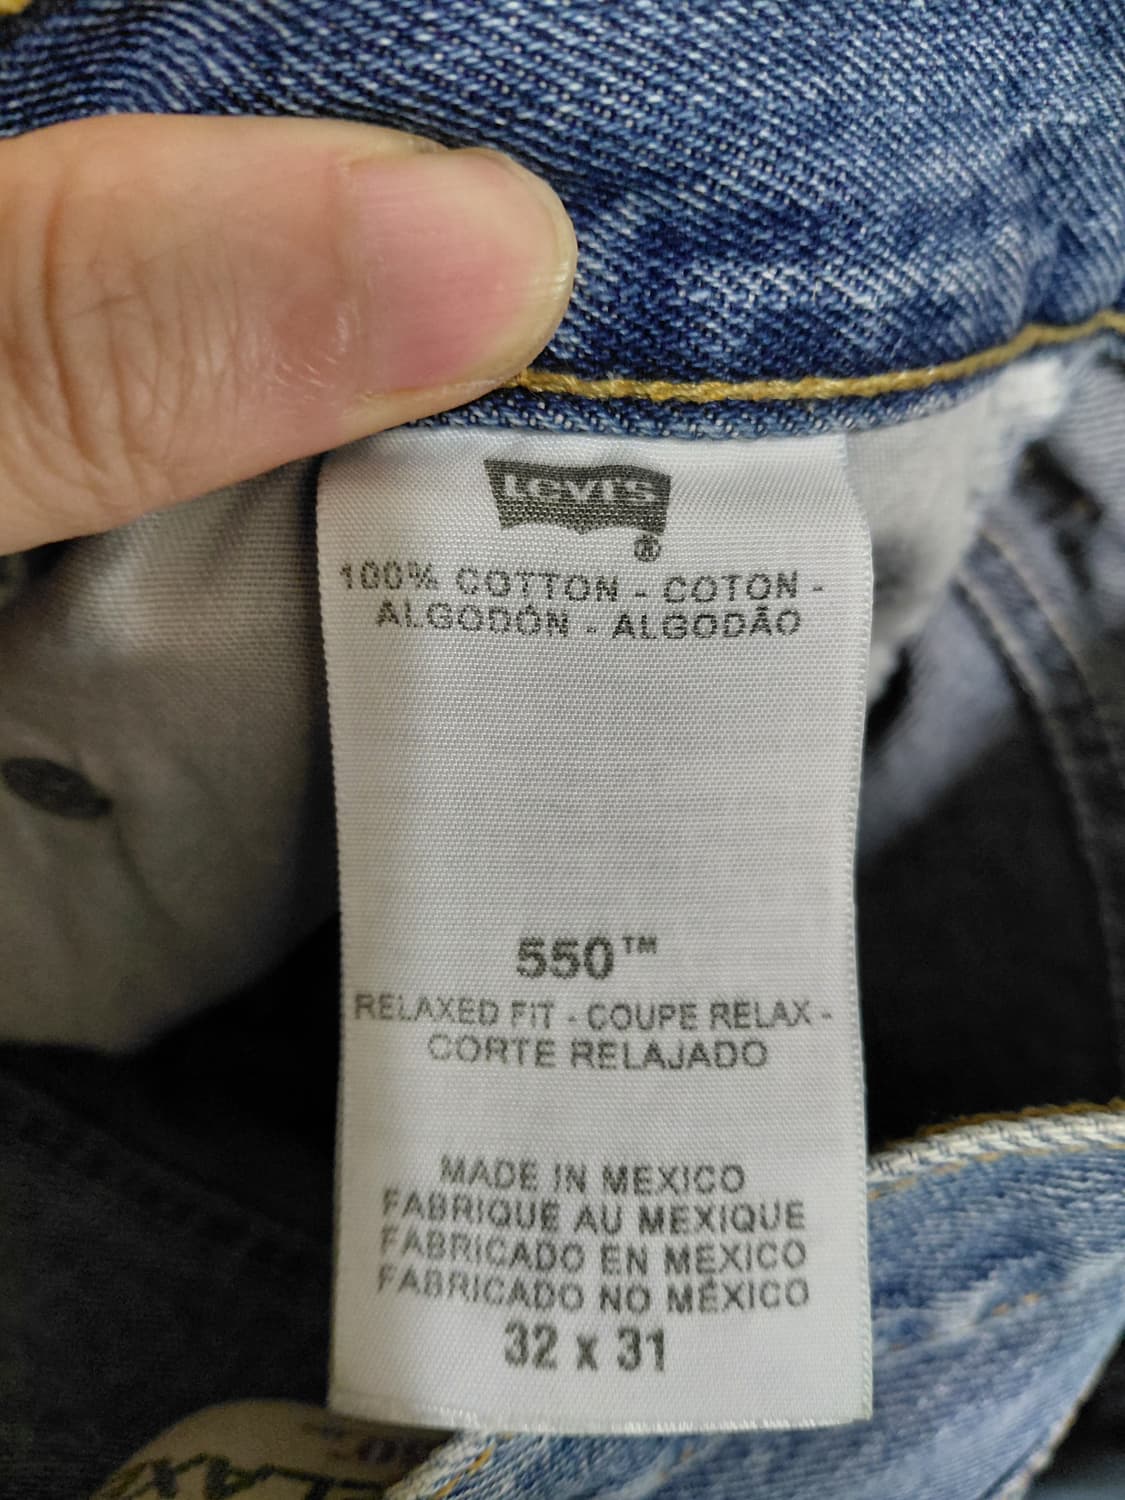 LEVI'S
®
100% COTTON - COTON -
ALGODÓN - ALGODÃO
550™
RELAXED FIT - COUPE RELAX -
CORTE RELAJADO
MADE IN MEXICO
FABRIQUE AU MEXIQUE
FABRICADO EN MEXICO
FABRICADO NO MÉXICO
32 x 31